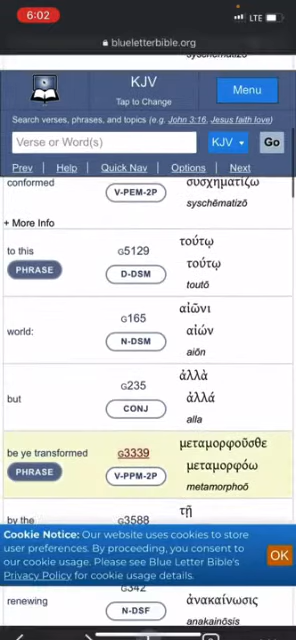 6:02
LTE
blueletterbible.org
syschēmatizō
KJV
Tap to Change
Menu
Search verses, phrases, and topics (e.g. John 3:16, Jesus faith love)
Verse or Word(s)
KJV
Go
Prev | Help | Quick Nav | Options | Next
conformed
V-PEM-2P
συσχηματίζω
syschēmatizō
+ More Info
to this
PHRASE
G5129
D-DSM
τούτῳ
τούτῳ
toutō
world:
G165
N-DSM
αἰῶνι
αἰών
aiōn
but
G235
CONJ
ἀλλὰ
ἀλλά
alla
be ye transformed
PHRASE
G3339
V-PPM-2P
μεταμορφοῦσθε
μεταμορφόω
metamorphoō
by the
G3588
τῇ
Cookie Notice: Our website uses cookies to store
user preferences. By proceeding, you consent to
our cookie usage. Please see Blue Letter Bible's
Privacy Policy for cookie usage details.
OK
renewing
G342
N-DSF
ἀνακαίνωσις
anakainōsis